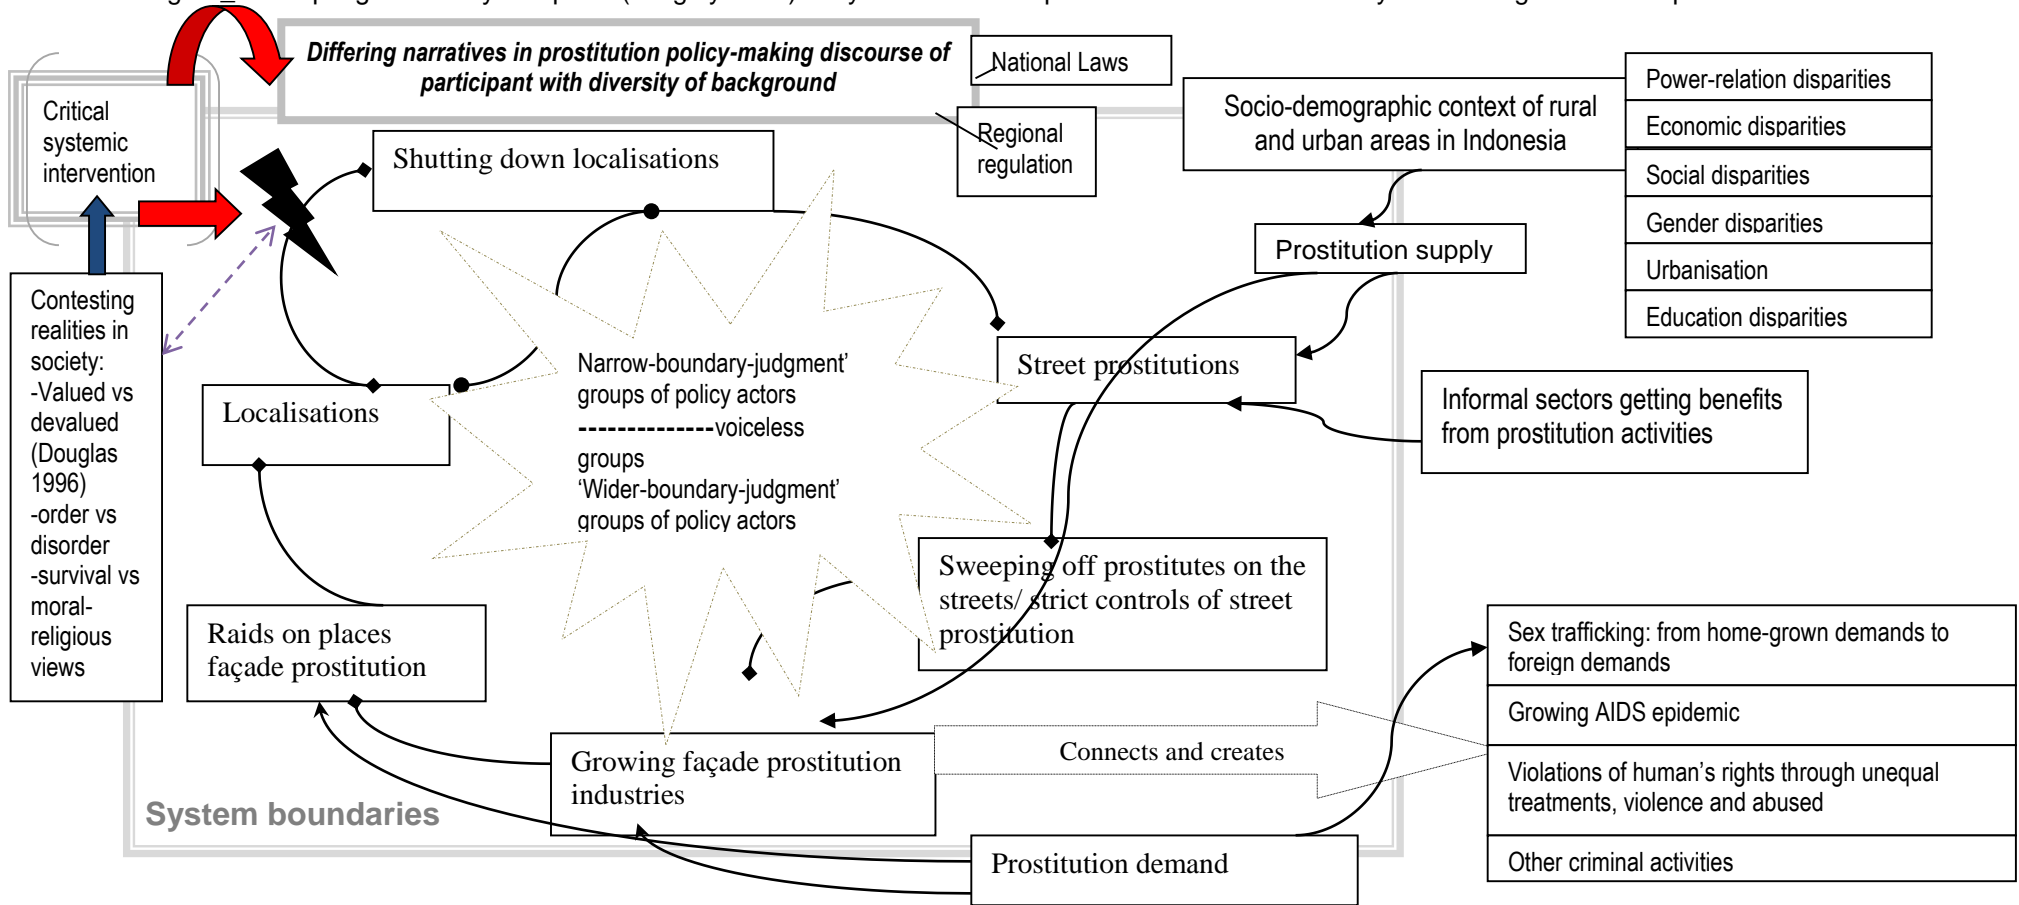 Differing narratives in prostitution policy-making discourse of
participant with diversity of background
National Laws
Regional
regulation
Socio-demographic context of rural
and urban areas in Indonesia
Power-relation disparities
Economic disparities
Social disparities
Gender disparities
Urbanisation
Education disparities
Critical
systemic
intervention
Shutting down localisations
Prostitution supply
Contesting
realities in
society:
-Valued vs
devalued
(Douglas
1996)
-order vs
disorder
-survival vs
moral-
religious
views
Narrow-boundary-judgment’
groups of policy actors
--------------voiceless
groups
‘Wider-boundary-judgment’
groups of policy actors
Street prostitutions
Localisations
Informal sectors getting benefits
from prostitution activities
Sweeping off prostitutes on the
streets/ strict controls of street
prostitution
Raids on places
façade prostitution
Sex trafficking: from home-grown demands to
foreign demands
Growing AIDS epidemic
Violations of human’s rights through unequal
treatments, violence and abused
Other criminal activities
Connects and creates
Growing façade prostitution
industries
System boundaries
Prostitution demand